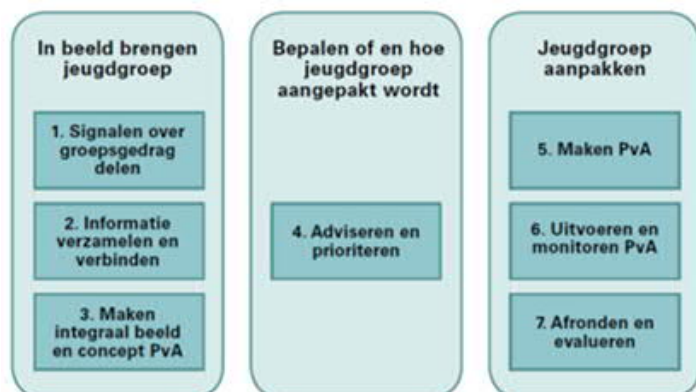 In beeld brengen
jeugdgroep
1. Signalen over
groepsgedrag
delen
2. Informatie
verzamelen en
verbinden
3. Maken
integraal beeld
en concept PvA
Bepalen of en hoe
jeugdgroep
aangepakt wordt
4. Adviseren en
prioriteren
Jeugdgroep
aanpakken
5. Maken PvA
6. Uitvoeren en
monitoren PvA
7. Afronden en
evalueren